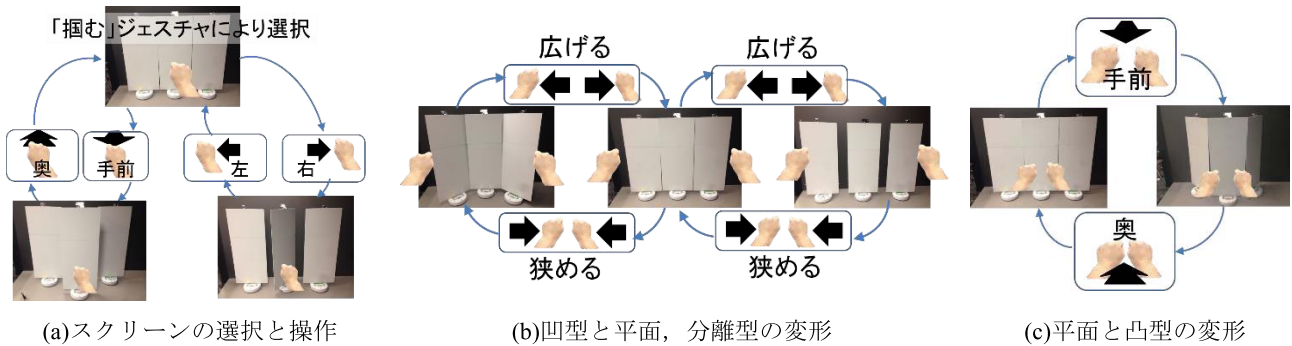 「掴む」ジェスチャにより選択
奥
手前
左
右
(a)スクリーンの選択と操作
広げる
広げる
狭める
狭める
(b)凹型と平面，分離型の変形
手前
奥
(c)平面と凸型の変形